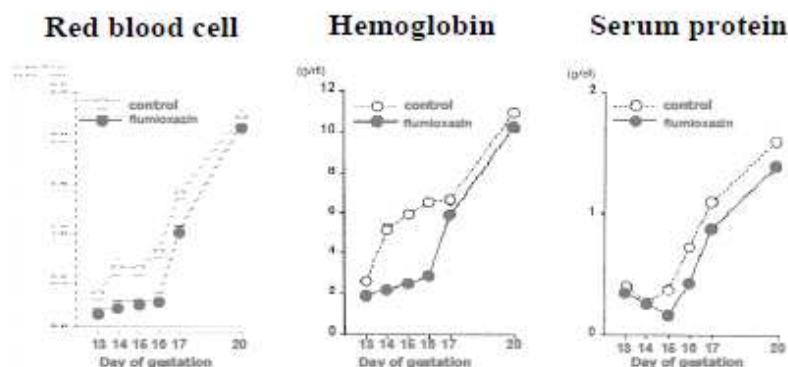 Red blood cell
control
flumioxazin
13 14 15 16 17 20
Day of gestation
Hemoglobin
(g/dl)
12
10
8
6
4
2
0
control
flumioxazin
13 14 15 16 17 20
Day of gestation
Serum protein
(g/dl)
2
1
0
control
flumioxazin
13 14 15 16 17 20
Day of gestation